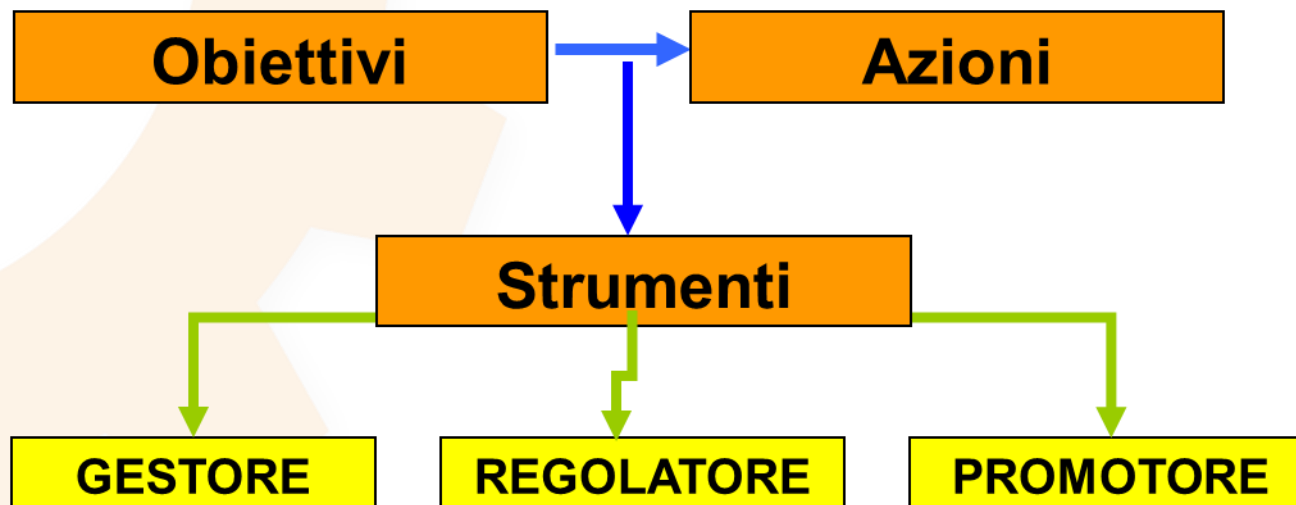 Obiettivi
Azioni
Strumenti
GESTORE
REGOLATORE
PROMOTORE